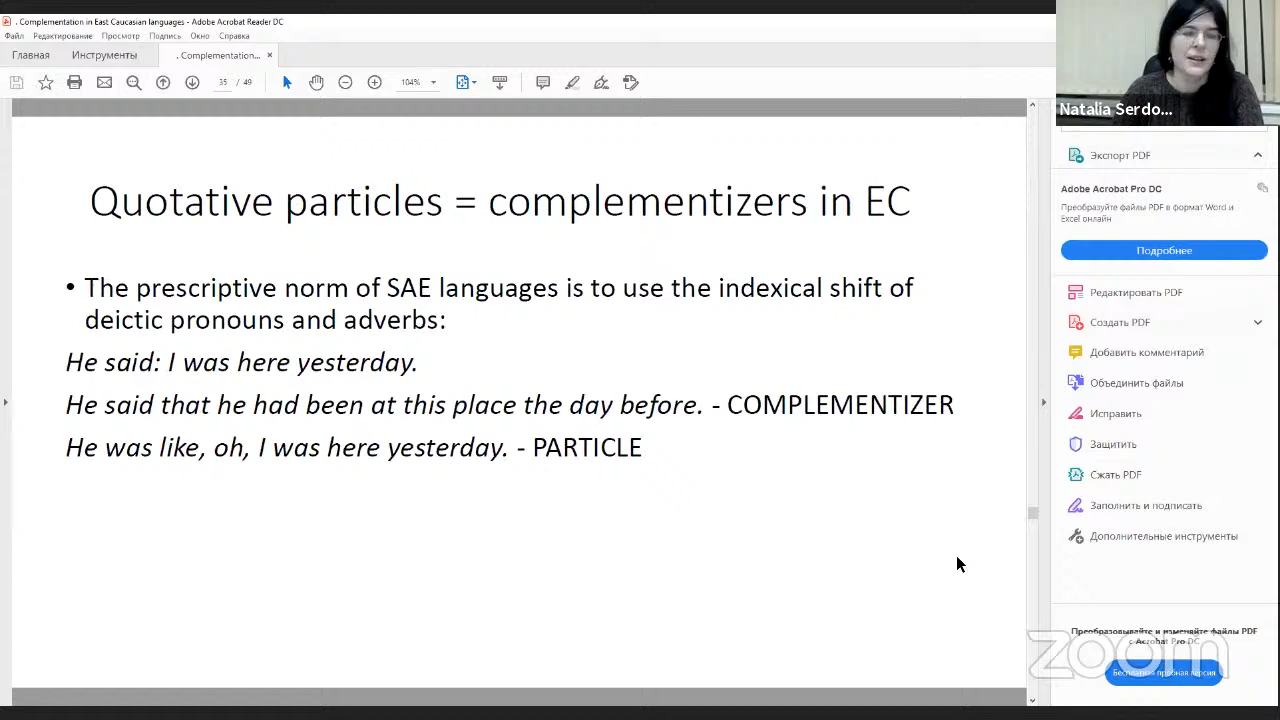 . Complementation in East Caucasian languages - Adobe Acrobat Reader DC
Файл Редактирование Просмотр Подпись Окно Справка
Главная Инструменты . Complementation... ×
35 / 49 104%
Quotative particles = complementizers in EC
• The prescriptive norm of SAE languages is to use the indexical shift of
deictic pronouns and adverbs:
He said: I was here yesterday.
He said that he had been at this place the day before. - COMPLEMENTIZER
He was like, oh, I was here yesterday. - PARTICLE
Natalia Serdo...
Экспорт PDF
Adobe Acrobat Pro DC
Преобразуйте файлы PDF в формат Word и
Excel онлайн
Подробнее
Редактировать PDF
Создать PDF
Добавить комментарий
Объединить файлы
Исправить
Защитить
Сжать PDF
Заполнить и подписать
Дополнительные инструменты
Преобразовывайте и изменяйте файлы PDF
с Acrobat Pro DC
Бесплатная пробная версия
zoom